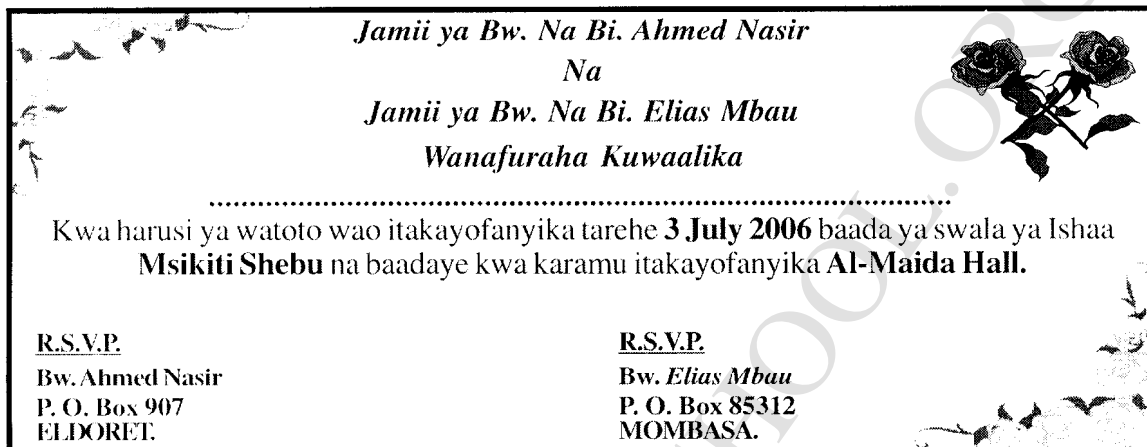 Jamii ya Bw. Na Bi. Ahmed Nasir
Na
Jamii ya Bw. Na Bi. Elias Mbau
Wanafuraha Kuwaalika
................................................................................
Kwa harusi ya watoto wao itakayofanyika tarehe 3 July 2006 baada ya swala ya Ishaa
Msikiti Shebu na baadaye kwa karamu itakayofanyika Al-Maida Hall.
R.S.V.P.
Bw. Ahmed Nasir
P. O. Box 907
ELDORET.
R.S.V.P.
Bw. Elias Mbau
P. O. Box 85312
MOMBASA.